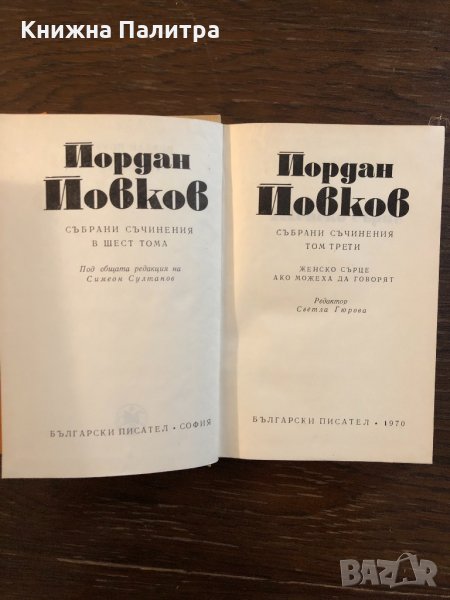 Книжна Палитра
Йордан
Йовков
СЪБРАНИ СЪЧИНЕНИЯ
В ШЕСТ ТОМА
Под общата редакция на
Симеон Султанов
БЪЛГАРСКИ ПИСАТЕЛ • СОФИЯ
Йордан
Йовков
СЪБРАНИ СЪЧИНЕНИЯ
ТОМ ТРЕТИ
ЖЕНСКО СЪРЦЕ
АКО МОЖЕХА ДА ГОВОРЯТ
Редактор
Светла Гюрова
БЪЛГАРСКИ ПИСАТЕЛ • 1970
BAZAR